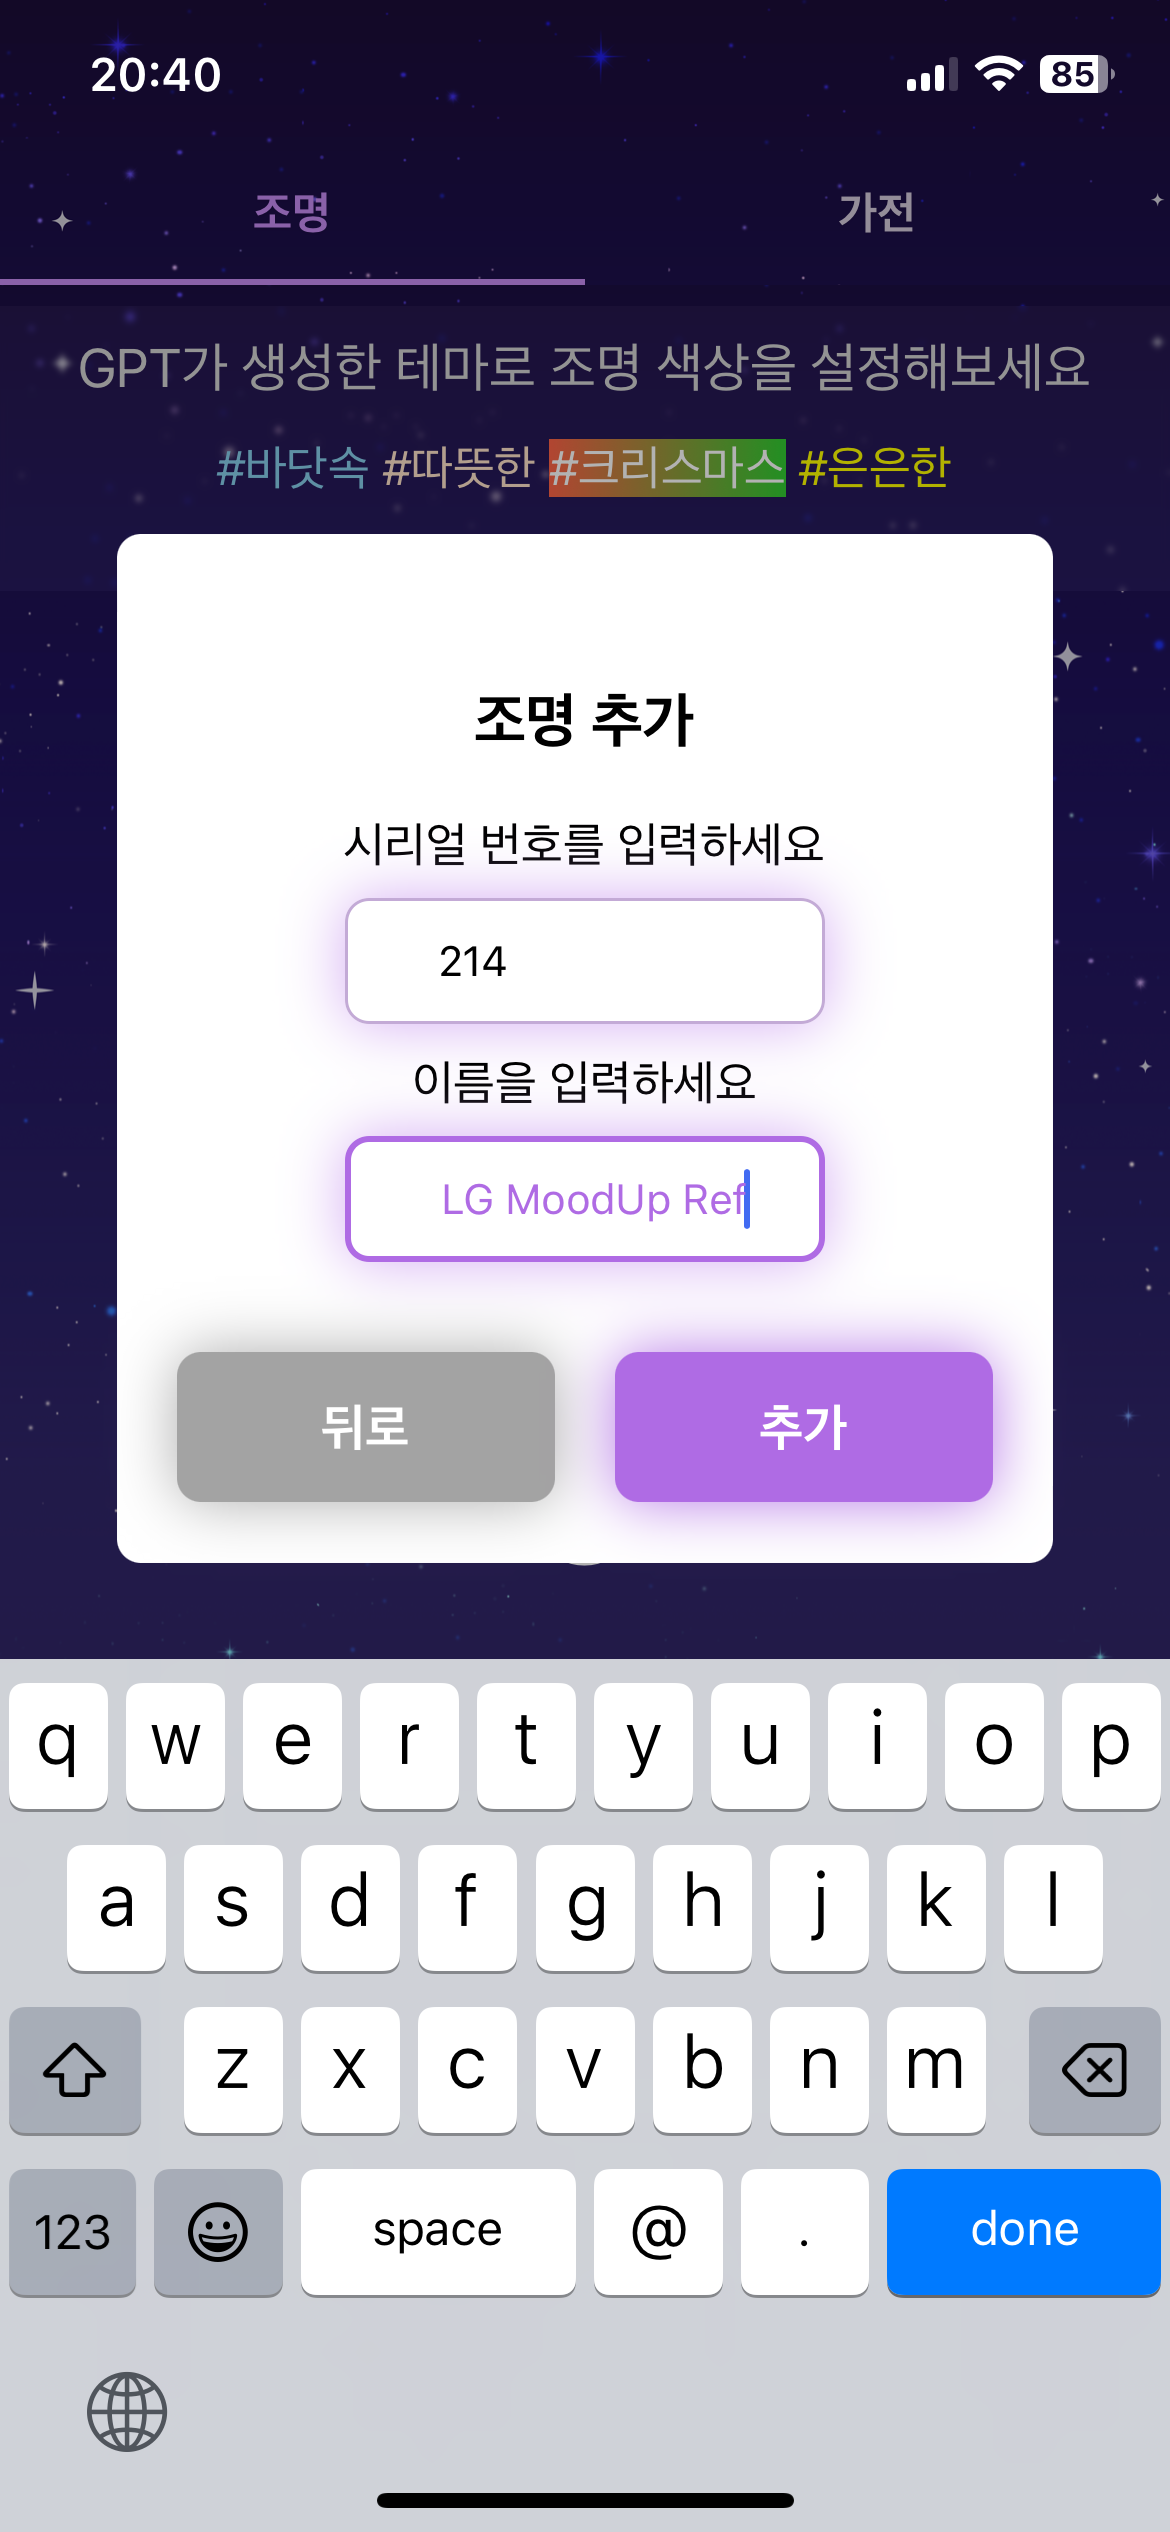 20:40 85
조명 가전
GPT가 생성한 테마로 조명 색상을 설정해보세요
#바닷속 #따뜻한 #크리스마스 #은은한
조명 추가
시리얼 번호를 입력하세요
214
이름을 입력하세요
LG MoodUp Ref
뒤로 추가
q w e r t y u i o p
a s d f g h j k l
z x c v b n m
123 space @ . done